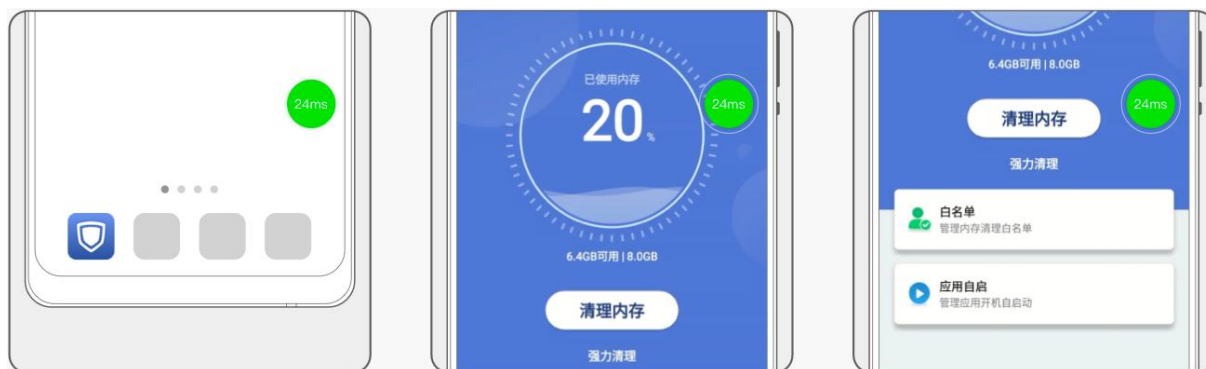 24ms
已使用内存
20%
24ms
6.4GB可用 | 8.0GB
清理内存
强力清理
6.4GB可用 | 8.0GB
清理内存
24ms
强力清理
白名单
管理内存清理白名单
应用自启
管理应用开机自启动